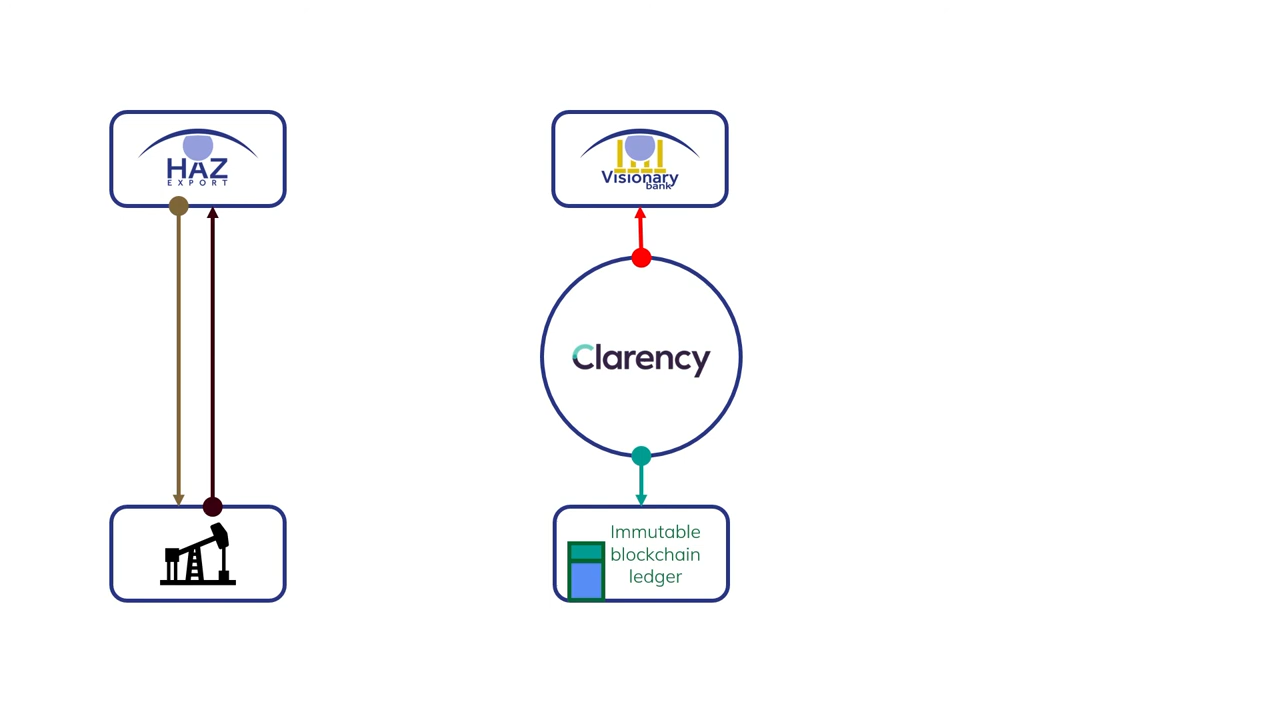 HAZ
EXPORT
Visionary
bank
Clarency
Immutable
blockchain
ledger